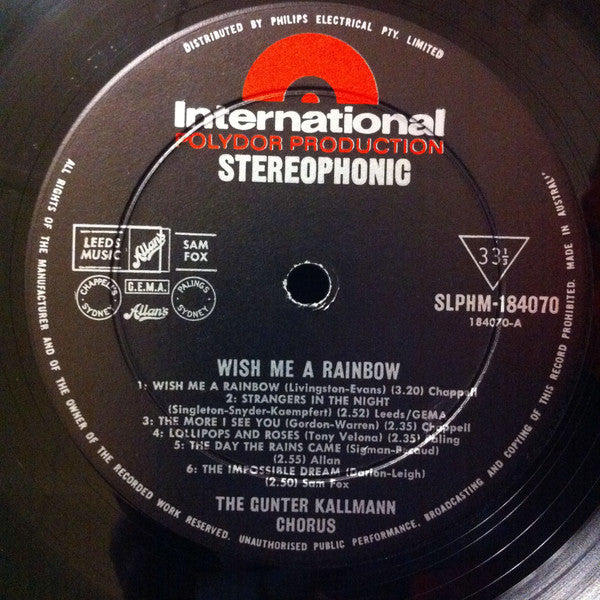 DISTRIBUTED BY PHILIPS ELECTRICAL PTY. LIMITED
International
POLYDOR PRODUCTION
STEREOPHONIC
LEEDS MUSIC
Allan's
SAM FOX
CHAPPELL SYDNEY
G.E.M.A.
Allan's
PALINGS SYDNEY
33 1/3
SLPHM-184070
184070-A
WISH ME A RAINBOW
1: WISH ME A RAINBOW (Livingston-Evans) (3.20) Chappell
2: STRANGERS IN THE NIGHT
(Singleton-Snyder-Kaempfert) (2.52) Leeds/GEMA
3: THE MORE I SEE YOU (Gordon-Warren) (2.35) Chappell
4: LOLLIPOPS AND ROSES (Tony Velona) (2.35) Paling
5: THE DAY THE RAINS CAME (Sigman-Becaud)
(2.55) Allan
6: THE IMPOSSIBLE DREAM (Darion-Leigh)
(2.50) Sam Fox
THE GUNTER KALLMANN
CHORUS
ALL RIGHTS OF THE MANUFACTURER AND OF THE OWNER OF THE RECORDED WORK RESERVED. UNAUTHORISED PUBLIC PERFORMANCE, BROADCASTING AND COPYING OF THIS RECORD PROHIBITED. MADE IN AUSTRALIA